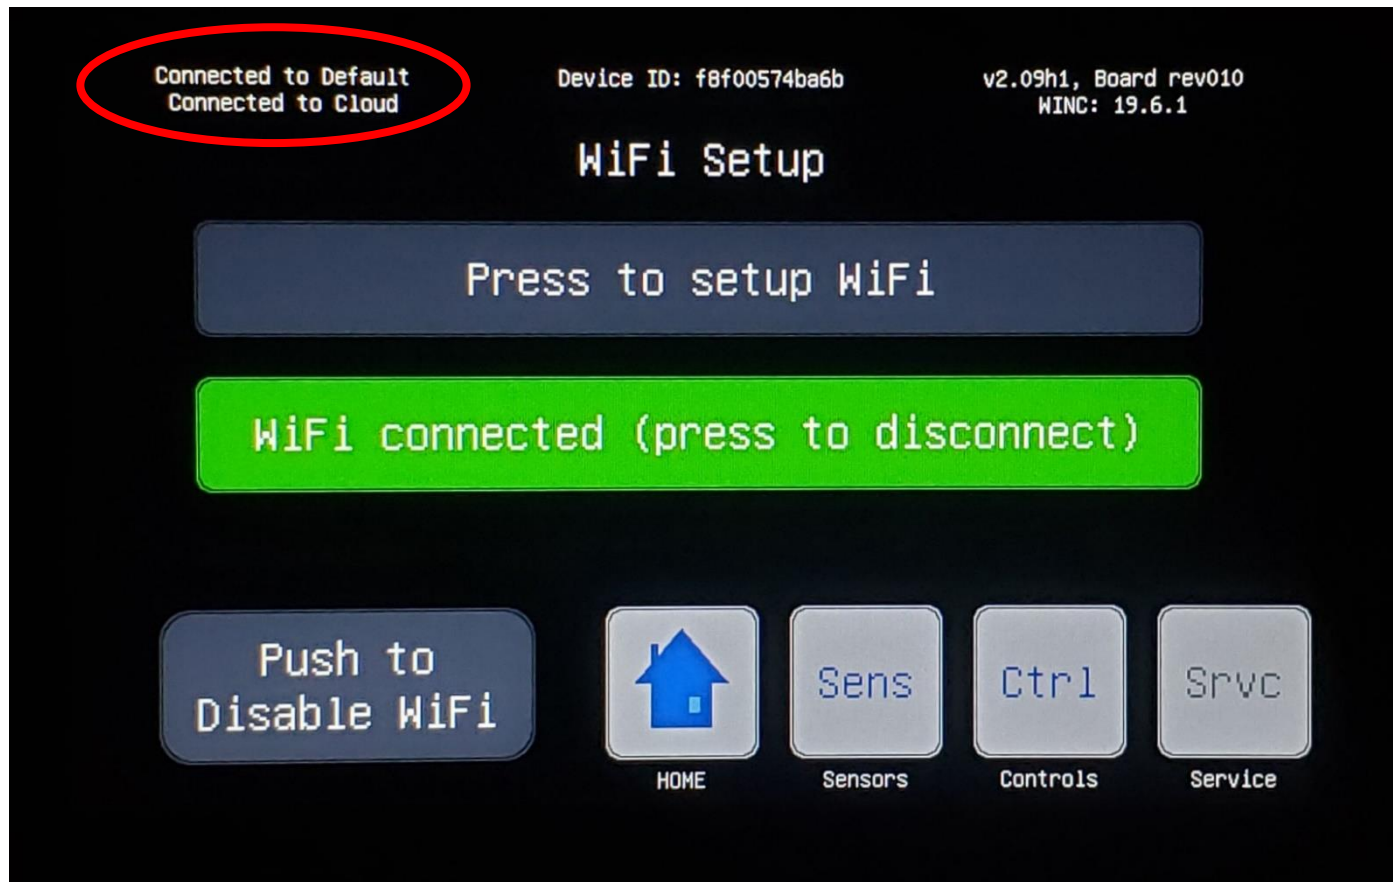 Connected to Default
Connected to Cloud
Device ID: f8f00574ba6b
v2.09h1, Board rev010
WINC: 19.6.1
WiFi Setup
Press to setup WiFi
WiFi connected (press to disconnect)
Push to
Disable WiFi
Sens
Ctrl
Srvc
HOME
Sensors
Controls
Service